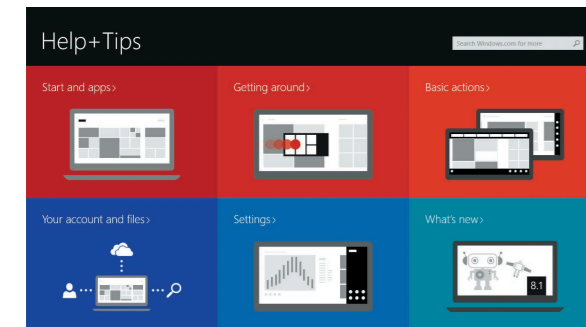 Help+Tips
Search Windows.com for more
Start and apps>
Getting around>
Basic actions>
Your account and files>
Settings>
What's new>
8.1